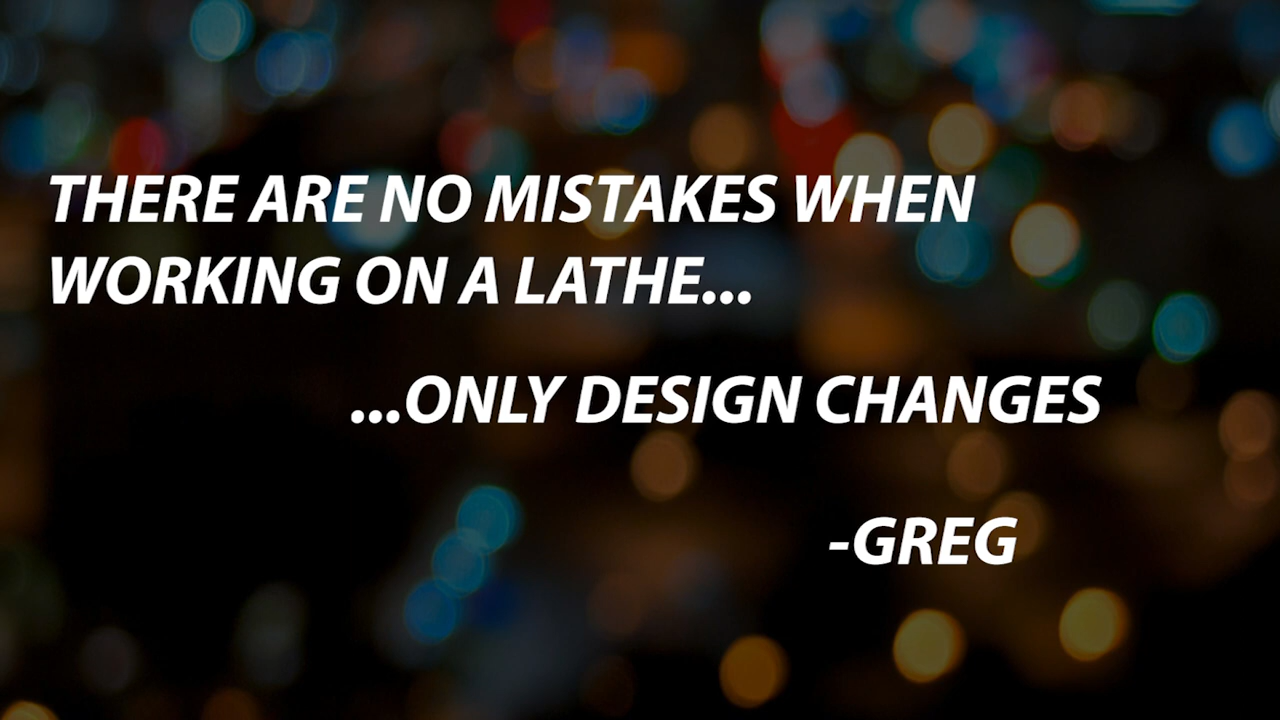 THERE ARE NO MISTAKES WHEN
WORKING ON A LATHE...
...ONLY DESIGN CHANGES
-GREG